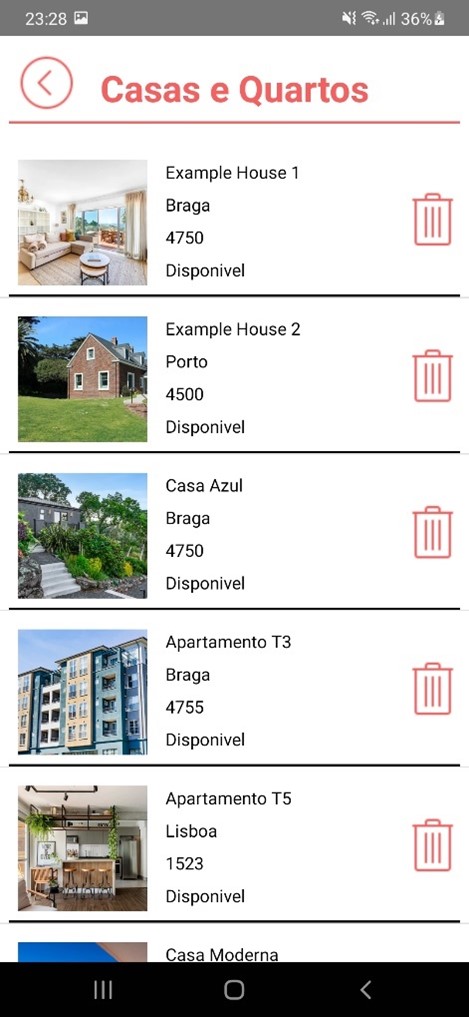 23:28
36%
Casas e Quartos
Example House 1
Braga
4750
Disponivel
Example House 2
Porto
4500
Disponivel
Casa Azul
Braga
4750
Disponivel
Apartamento T3
Braga
4755
Disponivel
Apartamento T5
Lisboa
1523
Disponivel
Casa Moderna